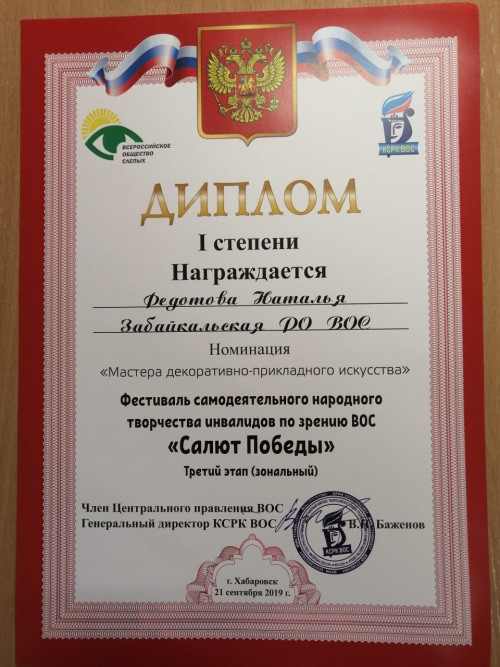 ВСЕРОССИЙСКОЕ
ОБЩЕСТВО
СЛЕПЫХ
КСРК ВОС
ДИПЛОМ
I степени
Награждается
Федотова Наталья
Забайкальская РО ВОС
Номинация
«Мастера декоративно-прикладного искусства»
Фестиваль самодеятельного народного
творчества инвалидов по зрению ВОС
«Салют Победы»
Третий этап (зональный)
Член Центрального правления ВОС
Генеральный директор КСРК ВОС В.П. Баженов
КСРК ВОС
г. Хабаровск
21 сентября 2019 г.